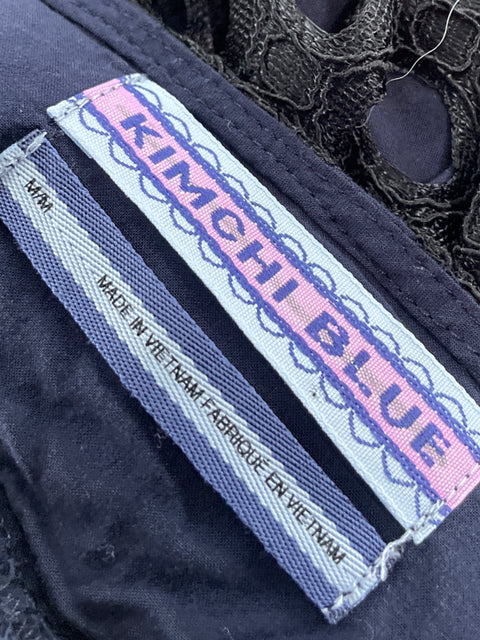 KIMCHI BLUE
M/M
MADE IN VIETNAM FABRIQUE EN VIETNAM